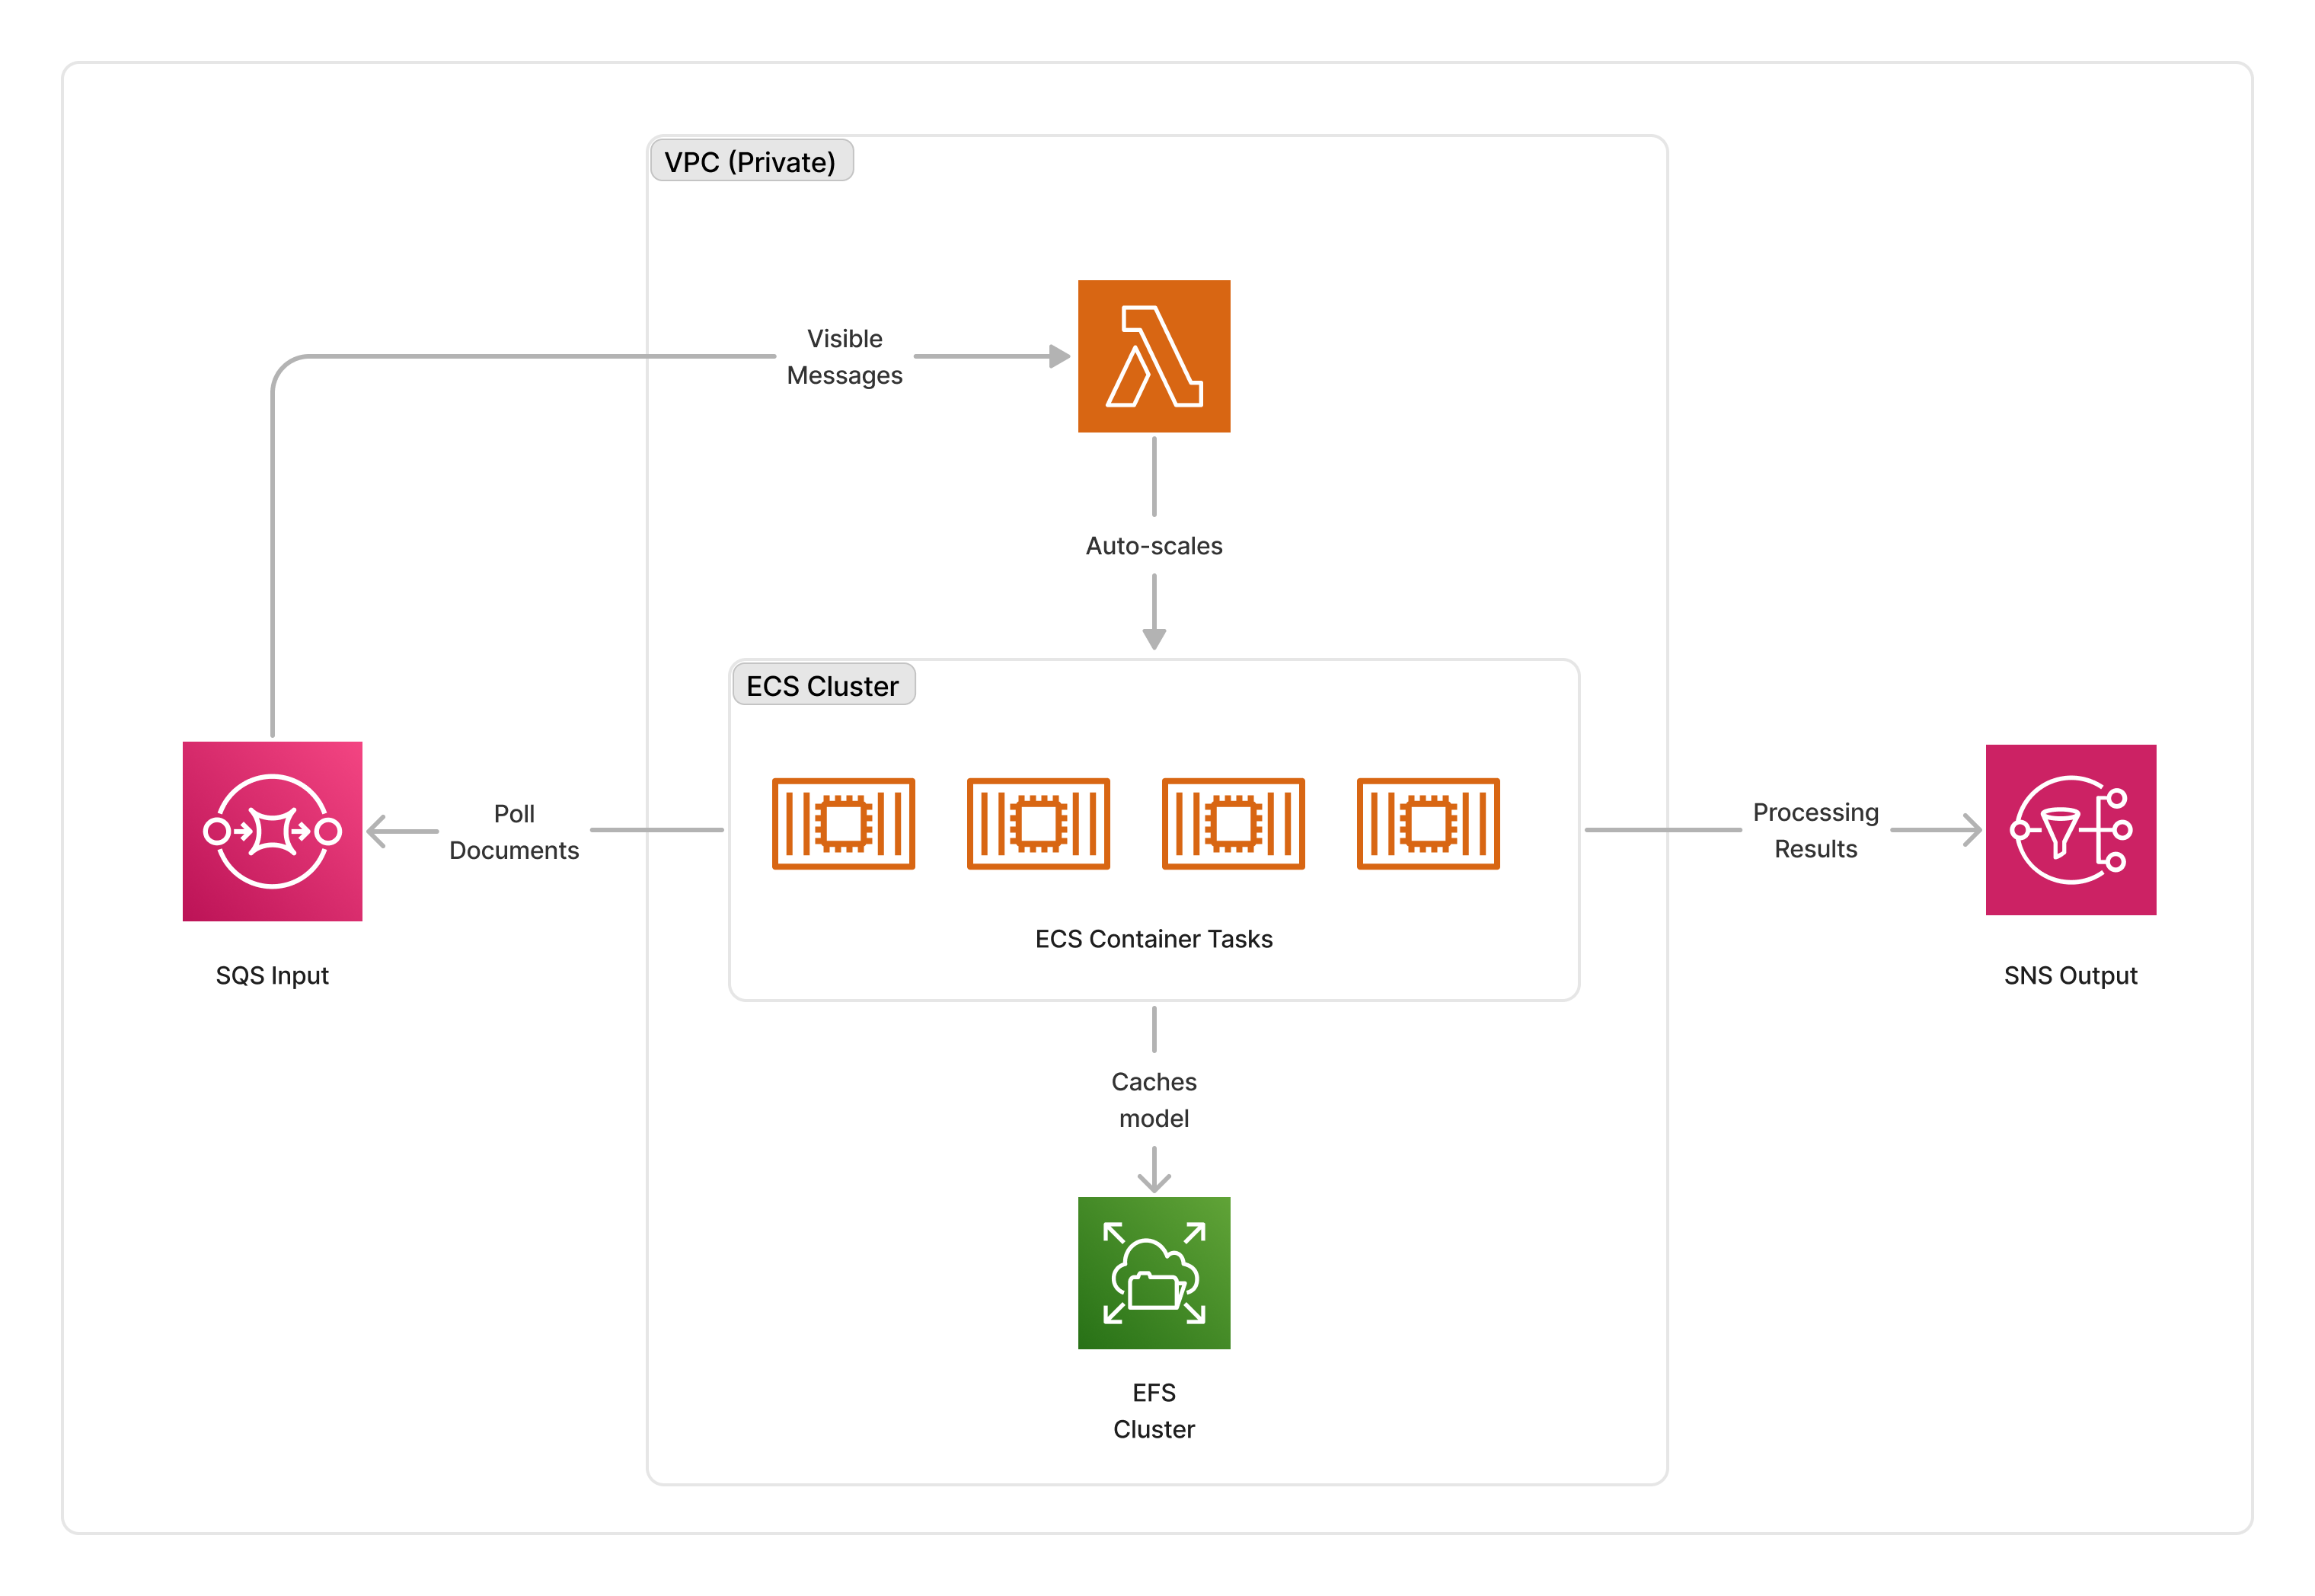 VPC (Private)
Visible
Messages
Auto-scales
ECS Cluster
Poll
Documents
Processing
Results
ECS Container Tasks
SQS Input
SNS Output
Caches
model
EFS
Cluster